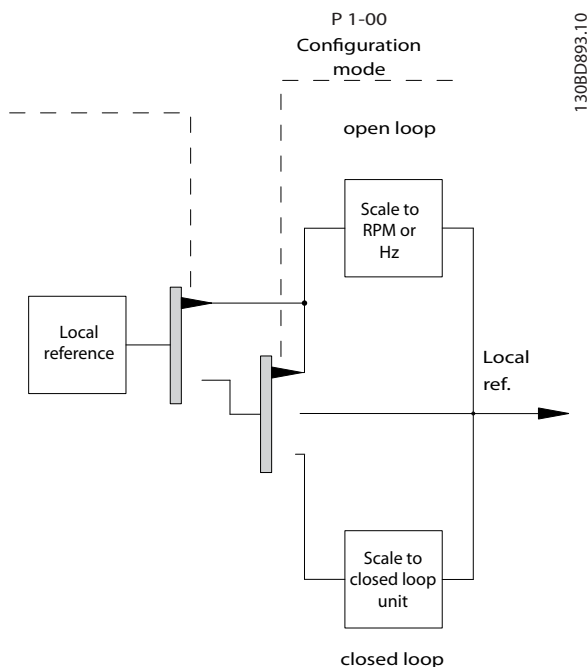 P 1-00
Configuration
mode
130BD893.10
open loop
Scale to
RPM or
Hz
Local
reference
Local
ref.
Scale to
closed loop
unit
closed loop